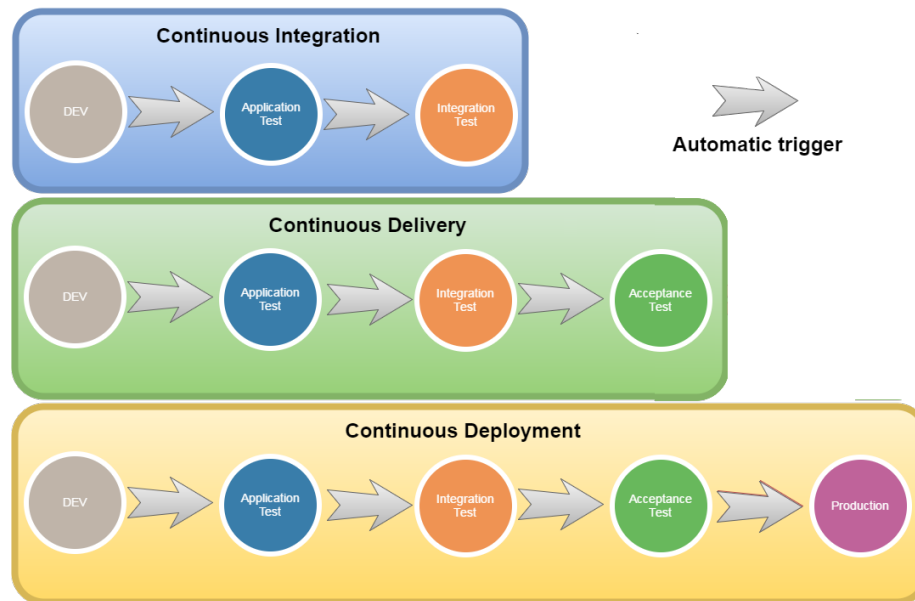 Continuous Integration
DEV
Application
Test
Integration
Test
Automatic trigger
Continuous Delivery
DEV
Application
Test
Integration
Test
Acceptance
Test
Continuous Deployment
DEV
Application
Test
Integration
Test
Acceptance
Test
Production